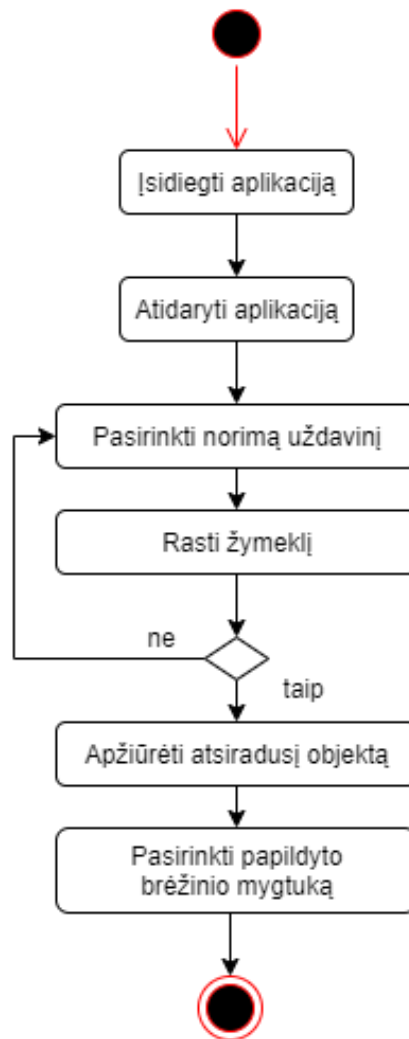 Įsidiegti aplikaciją
Atidaryti aplikaciją
Pasirinkti norimą uždavinį
Rasti žymeklį
ne
taip
Apžiūrėti atsiradusį objektą
Pasirinkti papildyto
brėžinio mygtuką